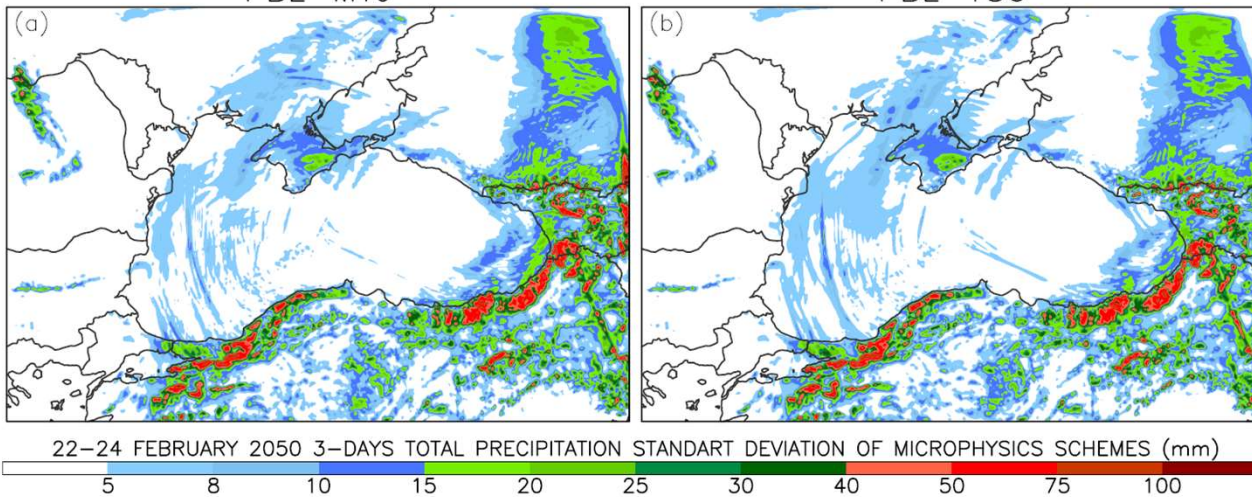 (a)
(b)
22-24 FEBRUARY 2050 3-DAYS TOTAL PRECIPITATION STANDART DEVIATION OF MICROPHYSICS SCHEMES (mm)
5 8 10 15 20 25 30 40 50 75 100